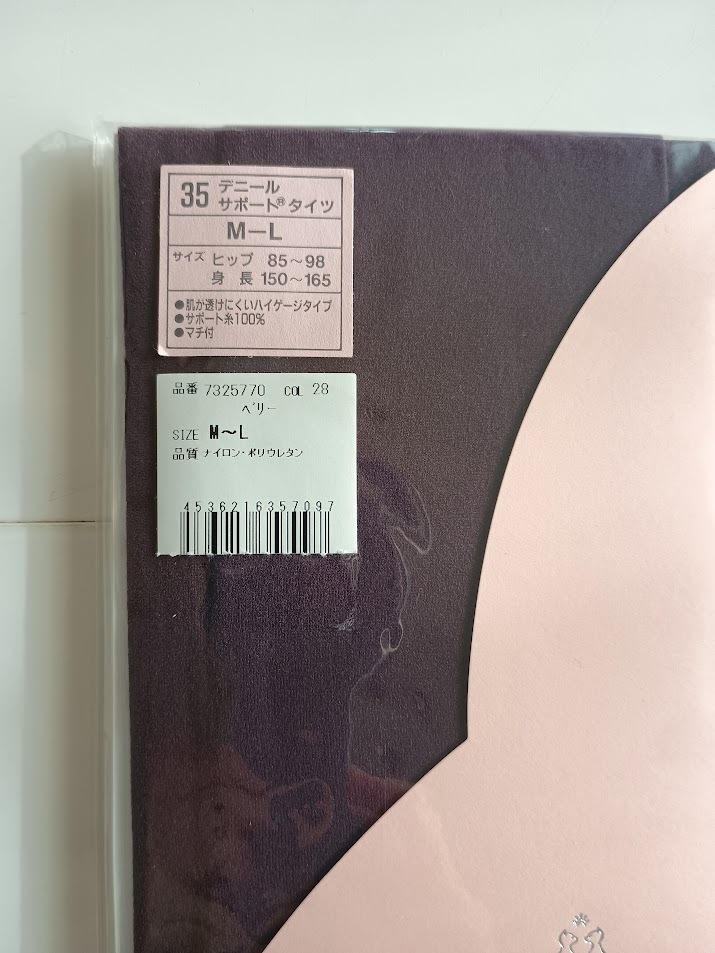 35 デニール
サポート®タイツ
M－L
サイズ ヒップ 85～98
身長 150～165
●肌が透けにくいハイゲージタイプ
●サポート糸100%
●マチ付
品番 7325770 COL 28
ベリー
SIZE M～L
品質 ナイロン・ポリウレタン
4536216357097